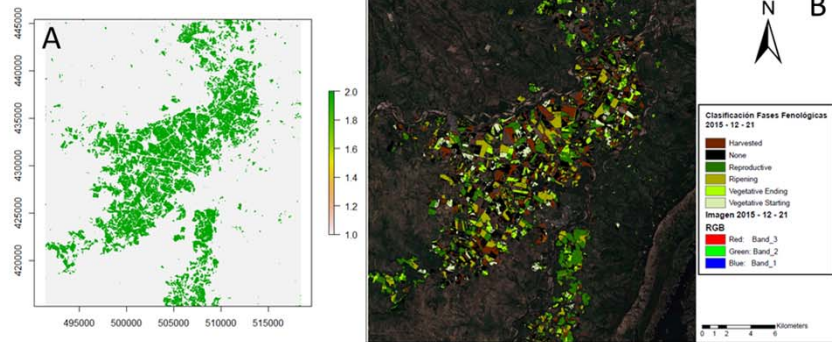 A
445000
440000
435000
430000
425000
420000
495000
500000
505000
510000
515000
2.0
1.8
1.6
1.4
1.2
1.0
N
B
Clasificación Fases Fenológicas
2015 - 12 - 21
Harvested
None
Reproductive
Ripening
Vegetative Ending
Vegetative Starting
Imagen 2015 - 12 - 21
RGB
Red: Band_3
Green: Band_2
Blue: Band_1
0 1 2 4 6 Kilometers